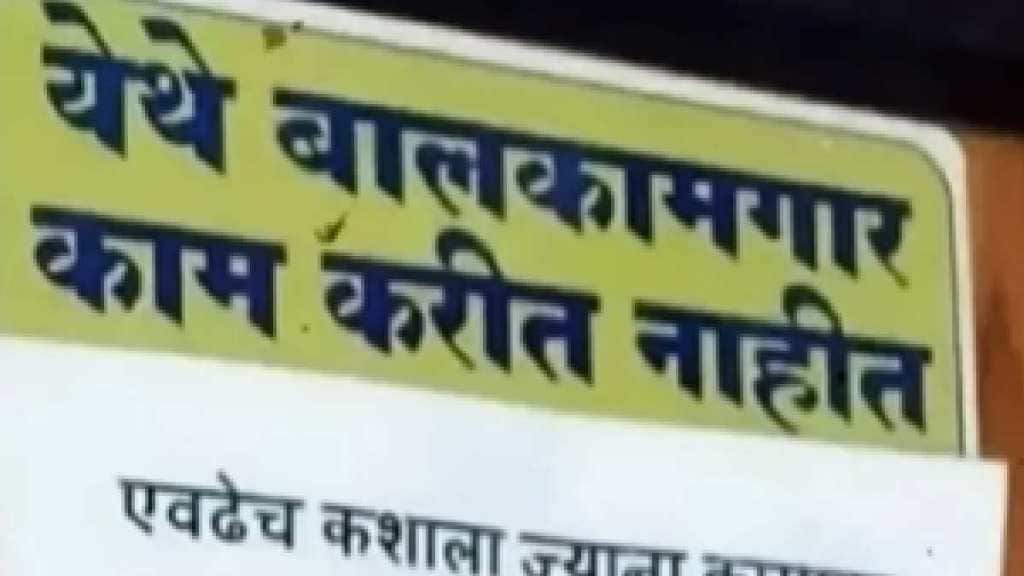 येथे बालकामगार
काम करीत नाहीत
एवढेच कशाला ज्यांना